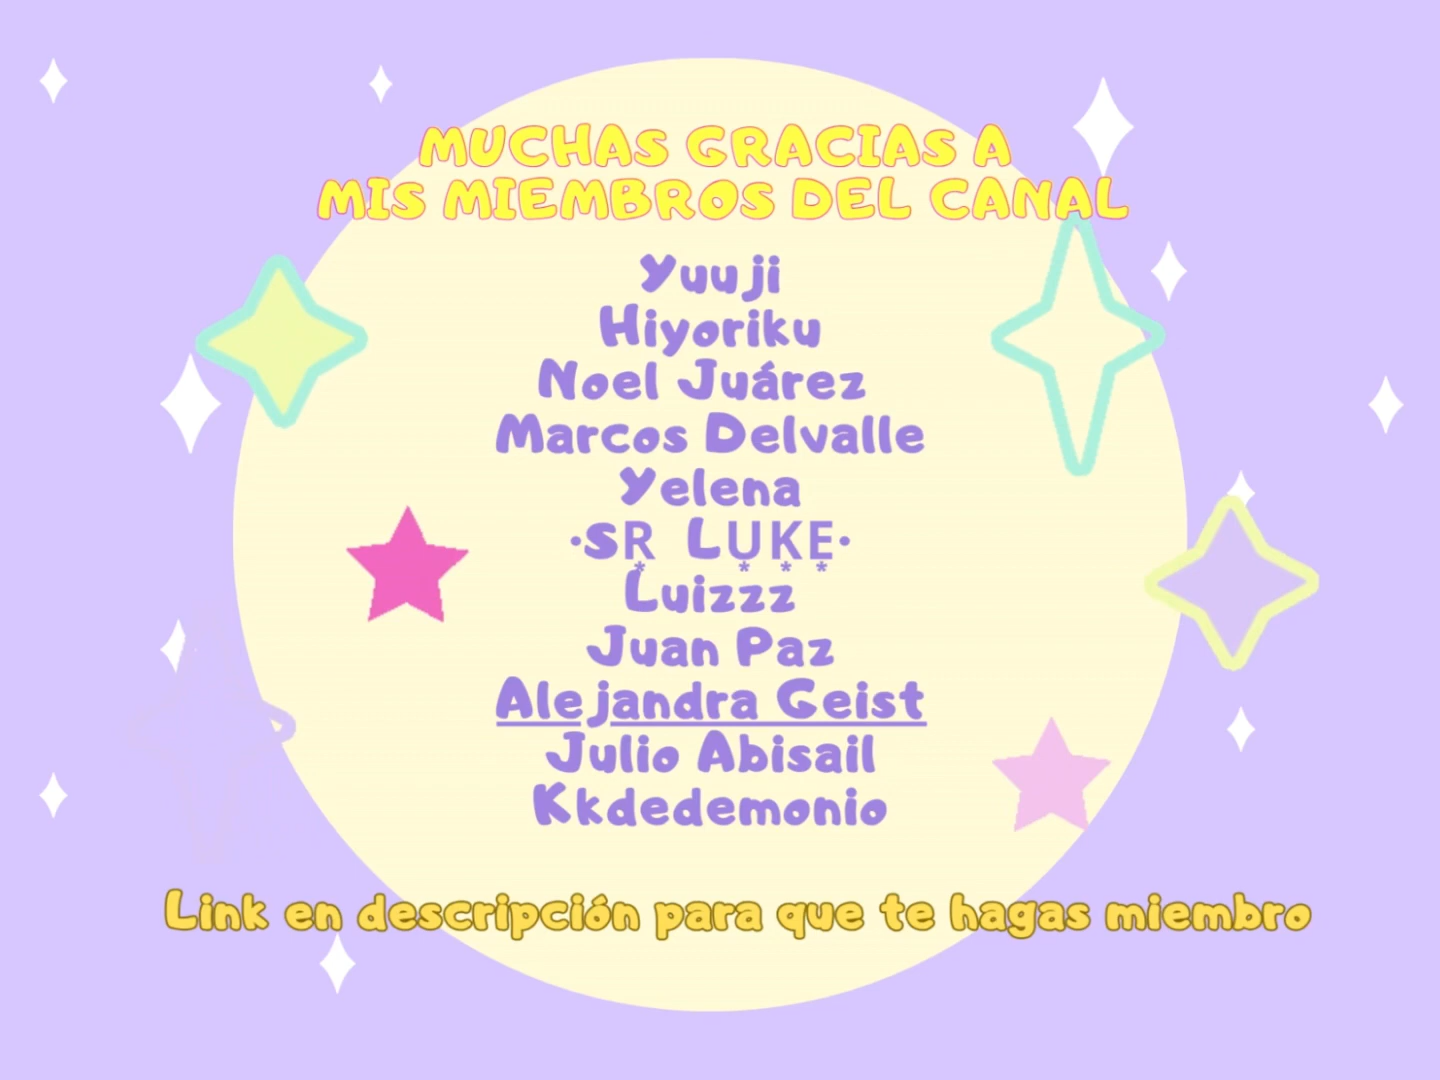 MUCHAS GRACIAS A
MIS MIEMBROS DEL CANAL
Yuuji
Hiyoriku
Noel Juárez
Marcos Delvalle
Yelena
·SR͙ LU͙K͙E͙·
Luizzz
Juan Paz
Alejandra Geist
Julio Abisail
Kkdedemonio
Link en descripción para que te hagas miembro